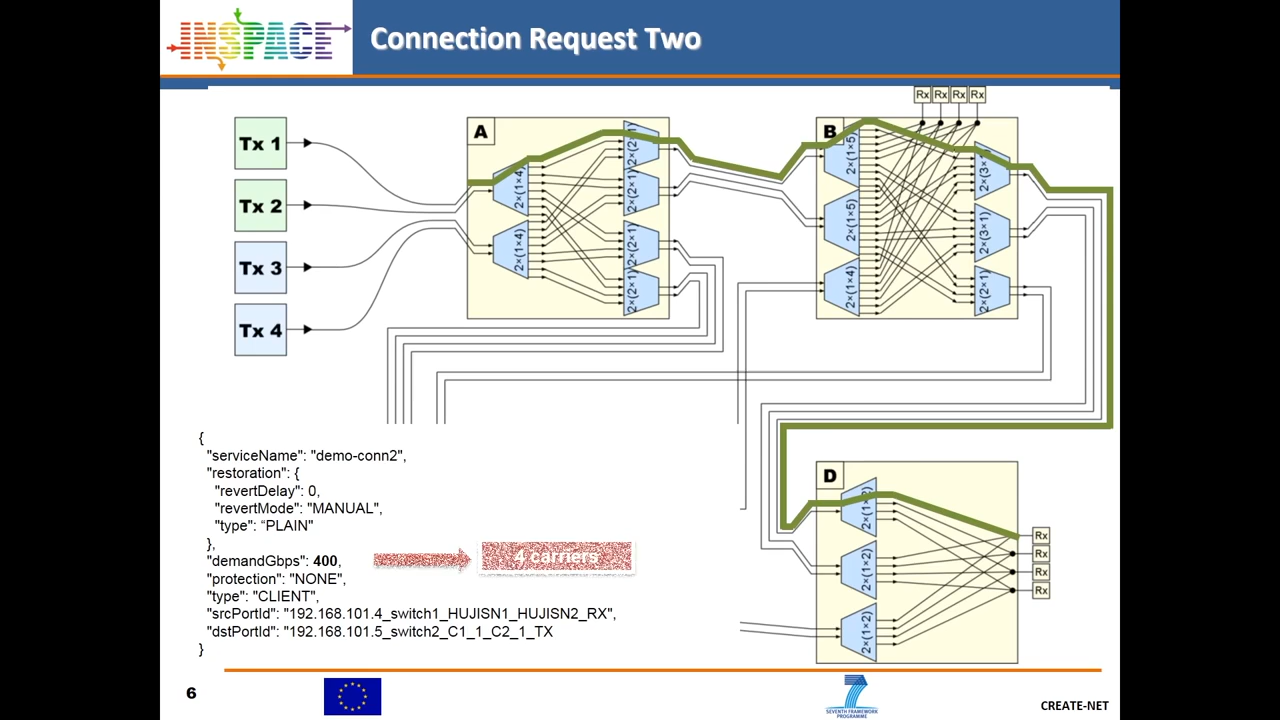 INSPACE
Connection Request Two
Rx Rx Rx Rx
Tx 1
Tx 2
Tx 3
Tx 4
A
2×(1×4)
2×(1×4)
2×(2×1)
2×(2×1)
2×(2×1)
2×(2×1)
B
2×(1×5)
2×(1×5)
2×(1×4)
2×(3×1)
2×(3×1)
2×(2×1)
D
2×(1×2)
2×(1×2)
2×(1×2)
Rx
Rx
Rx
Rx
{
"serviceName": "demo-conn2",
"restoration": {
"revertDelay": 0,
"revertMode": "MANUAL",
"type": “PLAIN"
},
"demandGbps": 400,
4 carriers
"protection": "NONE",
"type": "CLIENT",
"srcPortId": "192.168.101.4_switch1_HUJISN1_HUJISN2_RX",
"dstPortId": "192.168.101.5_switch2_C1_1_C2_1_TX
}
6
SEVENTH FRAMEWORK
PROGRAMME
CREATE-NET